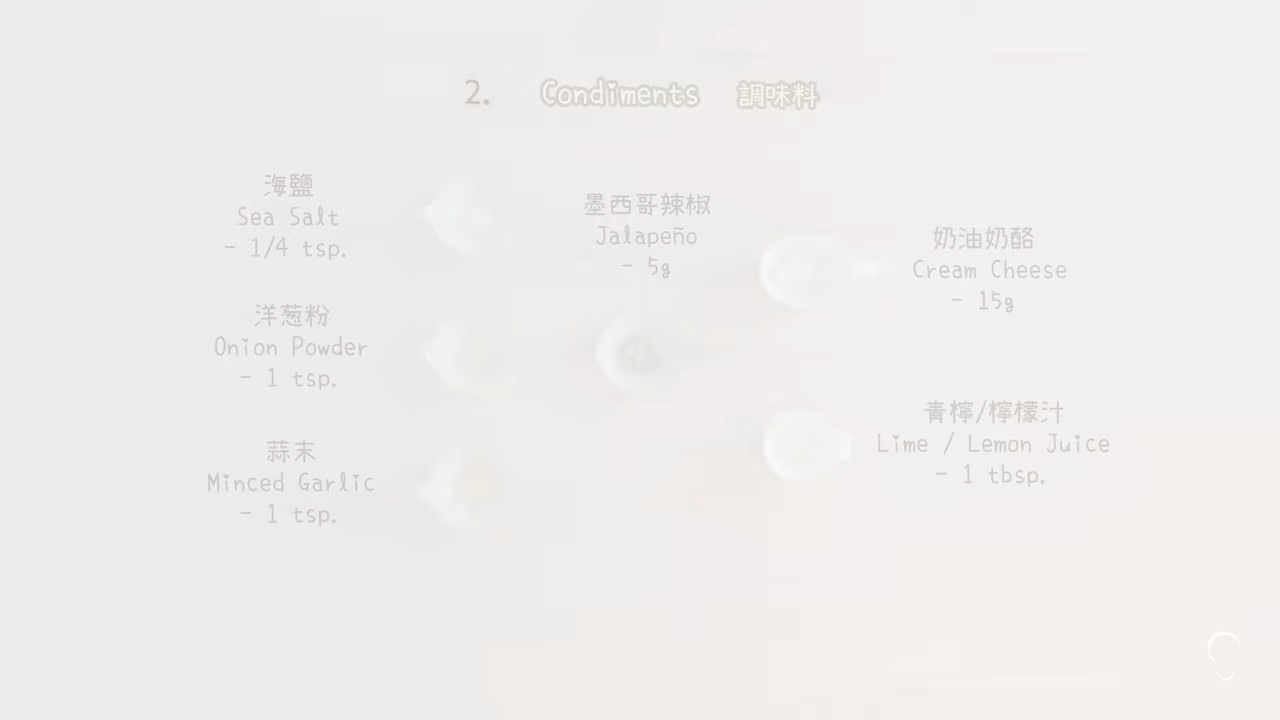 2. Condiments 調味料
海鹽
Sea Salt
- 1/4 tsp.
洋葱粉
Onion Powder
- 1 tsp.
蒜末
Minced Garlic
- 1 tsp.
墨西哥辣椒
Jalapeño
- 5g
奶油奶酪
Cream Cheese
- 15g
青檸/檸檬汁
Lime / Lemon Juice
- 1 tbsp.